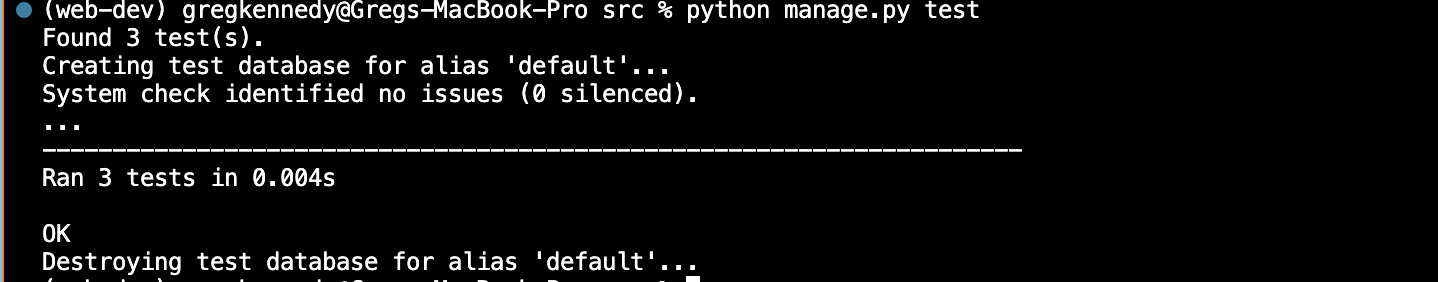 (web-dev) gregkennedy@Gregs-MacBook-Pro src % python manage.py test
Found 3 test(s).
Creating test database for alias 'default'...
System check identified no issues (0 silenced).
...
----------------------------------------------------------------------
Ran 3 tests in 0.004s
OK
Destroying test database for alias 'default'...